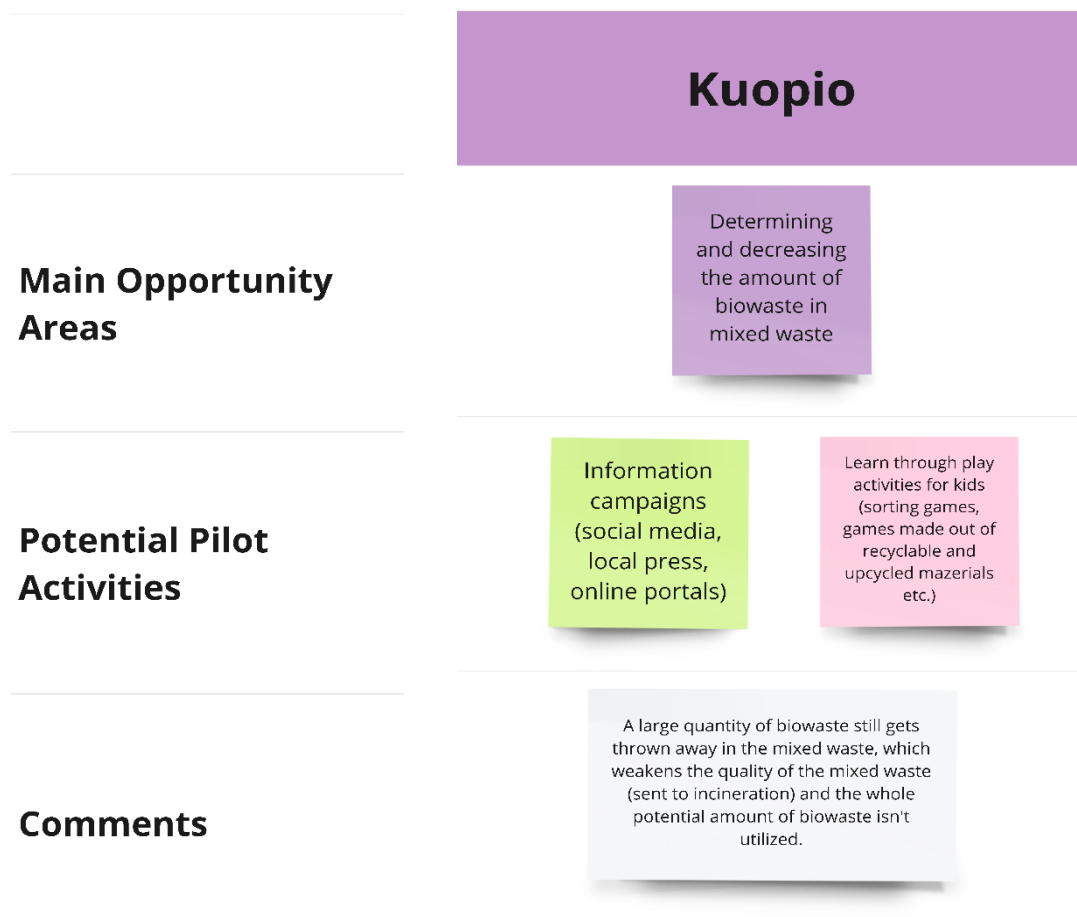 Kuopio
Main Opportunity
Areas
Determining
and decreasing
the amount of
biowaste in
mixed waste
Potential Pilot
Activities
Information
campaigns
(social media,
local press,
online portals)
Learn through play
activities for kids
(sorting games,
games made out of
recyclable and
upcycled mazerials
etc.)
Comments
A large quantity of biowaste still gets
thrown away in the mixed waste, which
weakens the quality of the mixed waste
(sent to incineration) and the whole
potential amount of biowaste isn't
utilized.